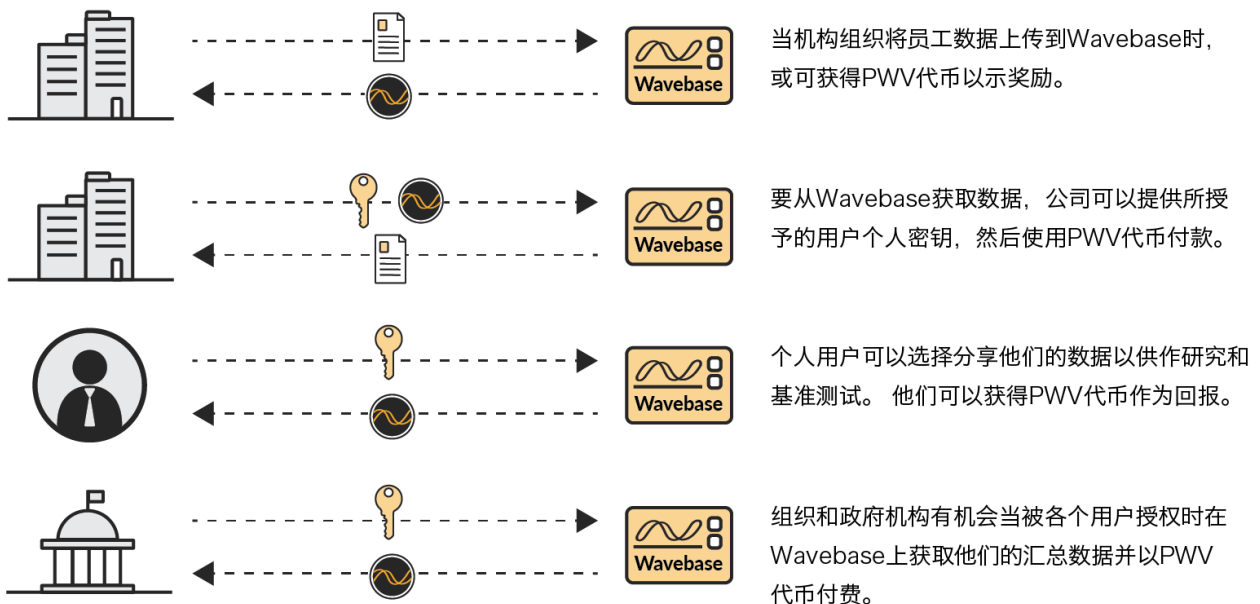 Wavebase
当机构组织将员工数据上传到Wavebase时，
或可获得PWV代币以示奖励。
Wavebase
要从Wavebase获取数据，公司可以提供所授
予的用户个人密钥，然后使用PWV代币付款。
Wavebase
个人用户可以选择分享他们的数据以供作研究和
基准测试。 他们可以获得PWV代币作为回报。
Wavebase
组织和政府机构有机会当被各个用户授权时在
Wavebase上获取他们的汇总数据并以PWV
代币付费。